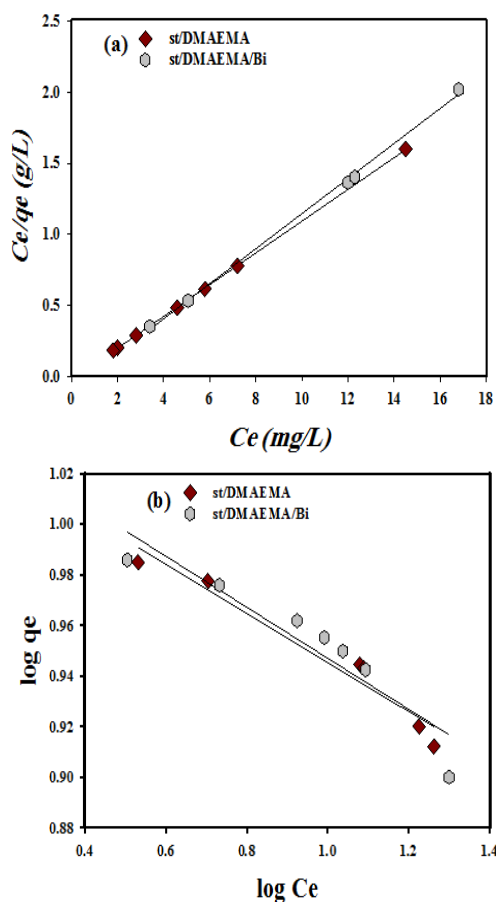 (a)
st/DMAEMA
st/DMAEMA/Bi
2.5
2.0
1.5
1.0
0.5
0.0
Ce/qe (g/L)
0 2 4 6 8 10 12 14 16 18
Ce (mg/L)
(b)
st/DMAEMA
st/DMAEMA/Bi
1.02
1.00
0.98
0.96
0.94
0.92
0.90
0.88
log qe
0.4 0.6 0.8 1.0 1.2 1.4
log Ce